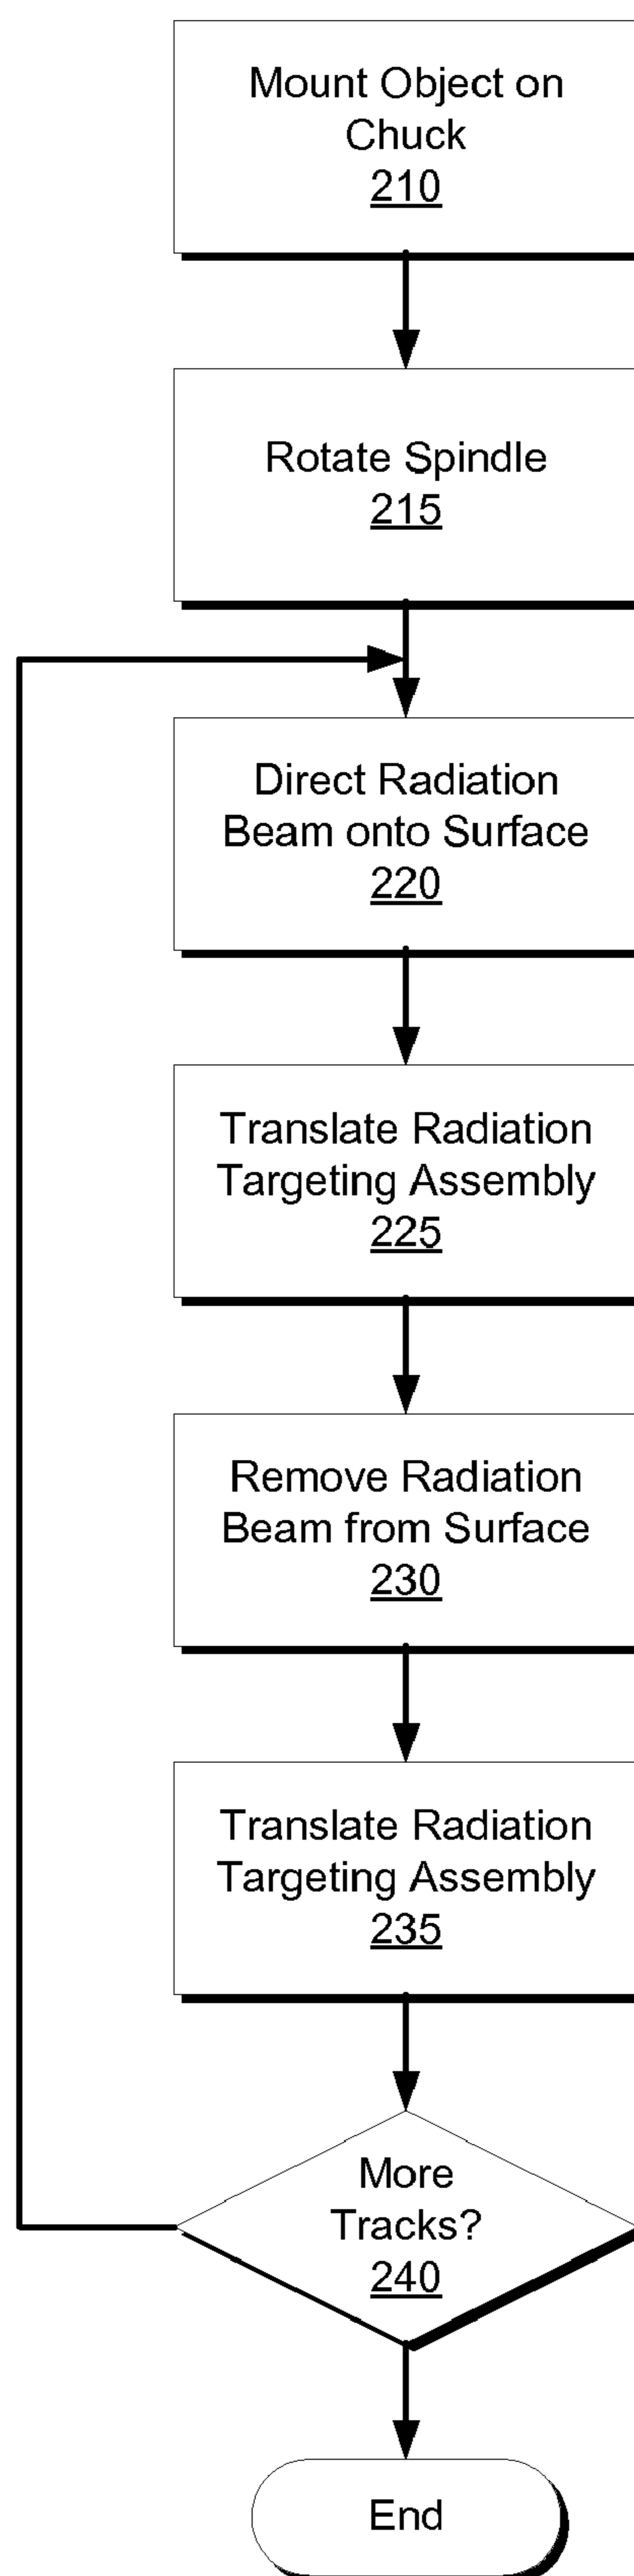 Mount Object on
Chuck
210
Rotate Spindle
215
Direct Radiation
Beam onto Surface
220
Translate Radiation
Targeting Assembly
225
Remove Radiation
Beam from Surface
230
Translate Radiation
Targeting Assembly
235
More
Tracks?
240
End